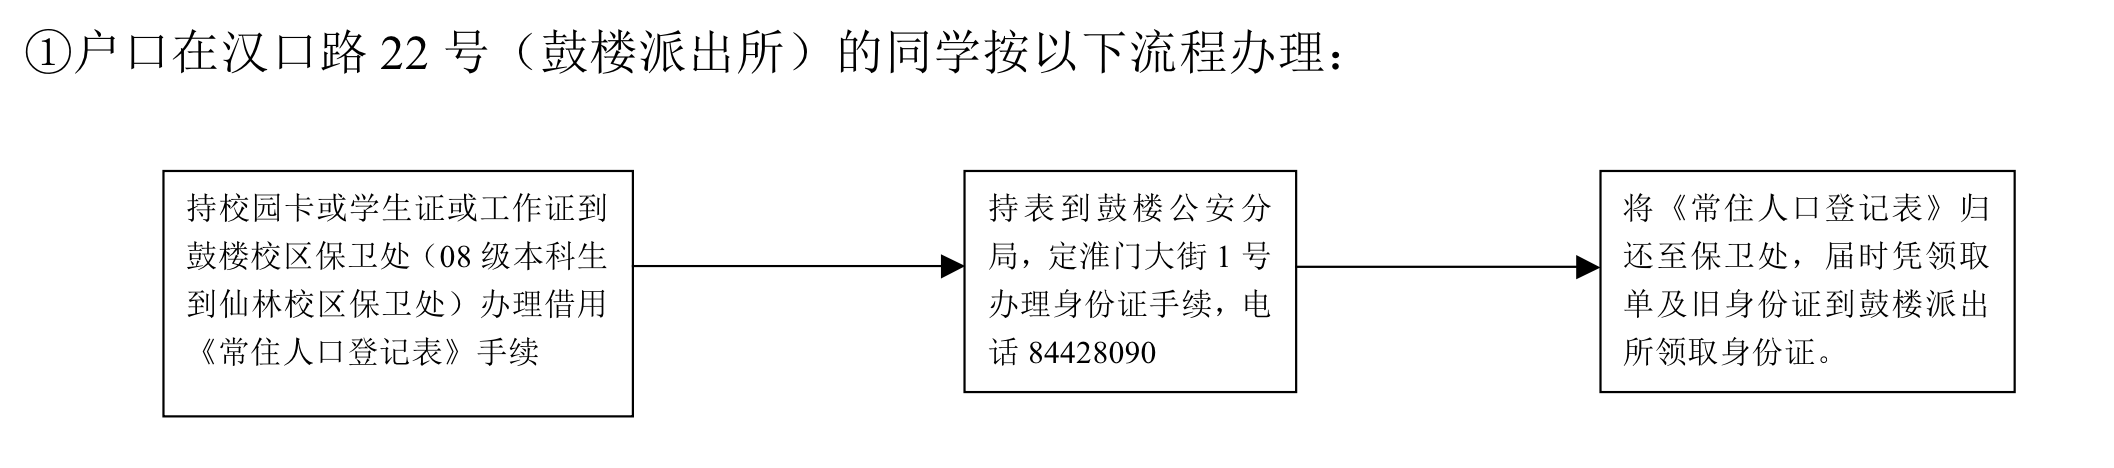 ①户口在汉口路 22 号（鼓楼派出所）的同学按以下流程办理：
持校园卡或学生证或工作证到
鼓楼校区保卫处（08 级本科生
到仙林校区保卫处）办理借用
《常住人口登记表》手续
持表到鼓楼公安分
局，定淮门大街 1 号
办理身份证手续，电
话 84428090
将《常住人口登记表》归
还至保卫处，届时凭领取
单及旧身份证到鼓楼派出
所领取身份证。